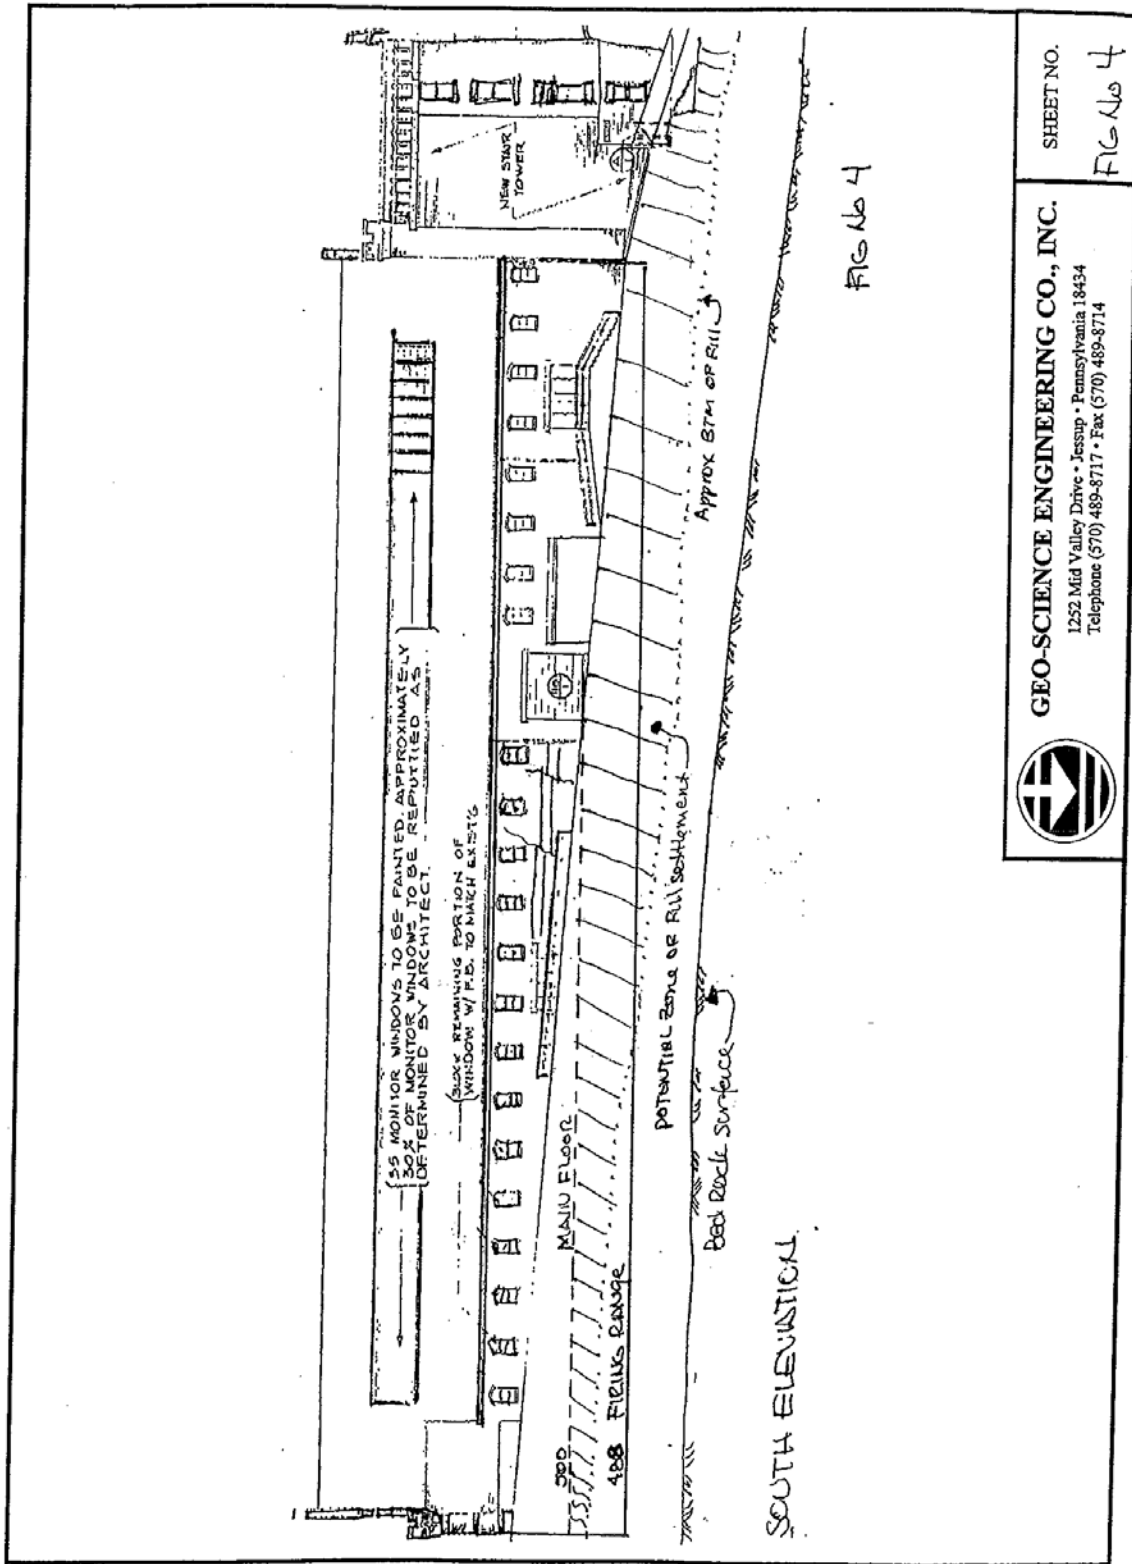 35 MONITOR WINDOWS TO BE PAINTED. APPROXIMATELY
30% OF MONITOR WINDOWS TO BE REPUTTIED AS
DETERMINED BY ARCHITECT.
BLOCK REMAINING PORTION OF
WINDOW W/ F.B. TO MATCH EXIST'G
NEW STAIR
TOWER
A
1
1
MAIN FLOOR
500
488 FIRING RANGE
POTENTIAL Zone OF Fill Settlement
Approx BTM OF Fill
Bed Rock Surface
SOUTH ELEVATION
FIG No 4
GEO-SCIENCE ENGINEERING CO., INC.
1252 Mid Valley Drive • Jessup • Pennsylvania 18434
Telephone (570) 489-8717 • Fax (570) 489-8714
SHEET NO.
FIG No 4